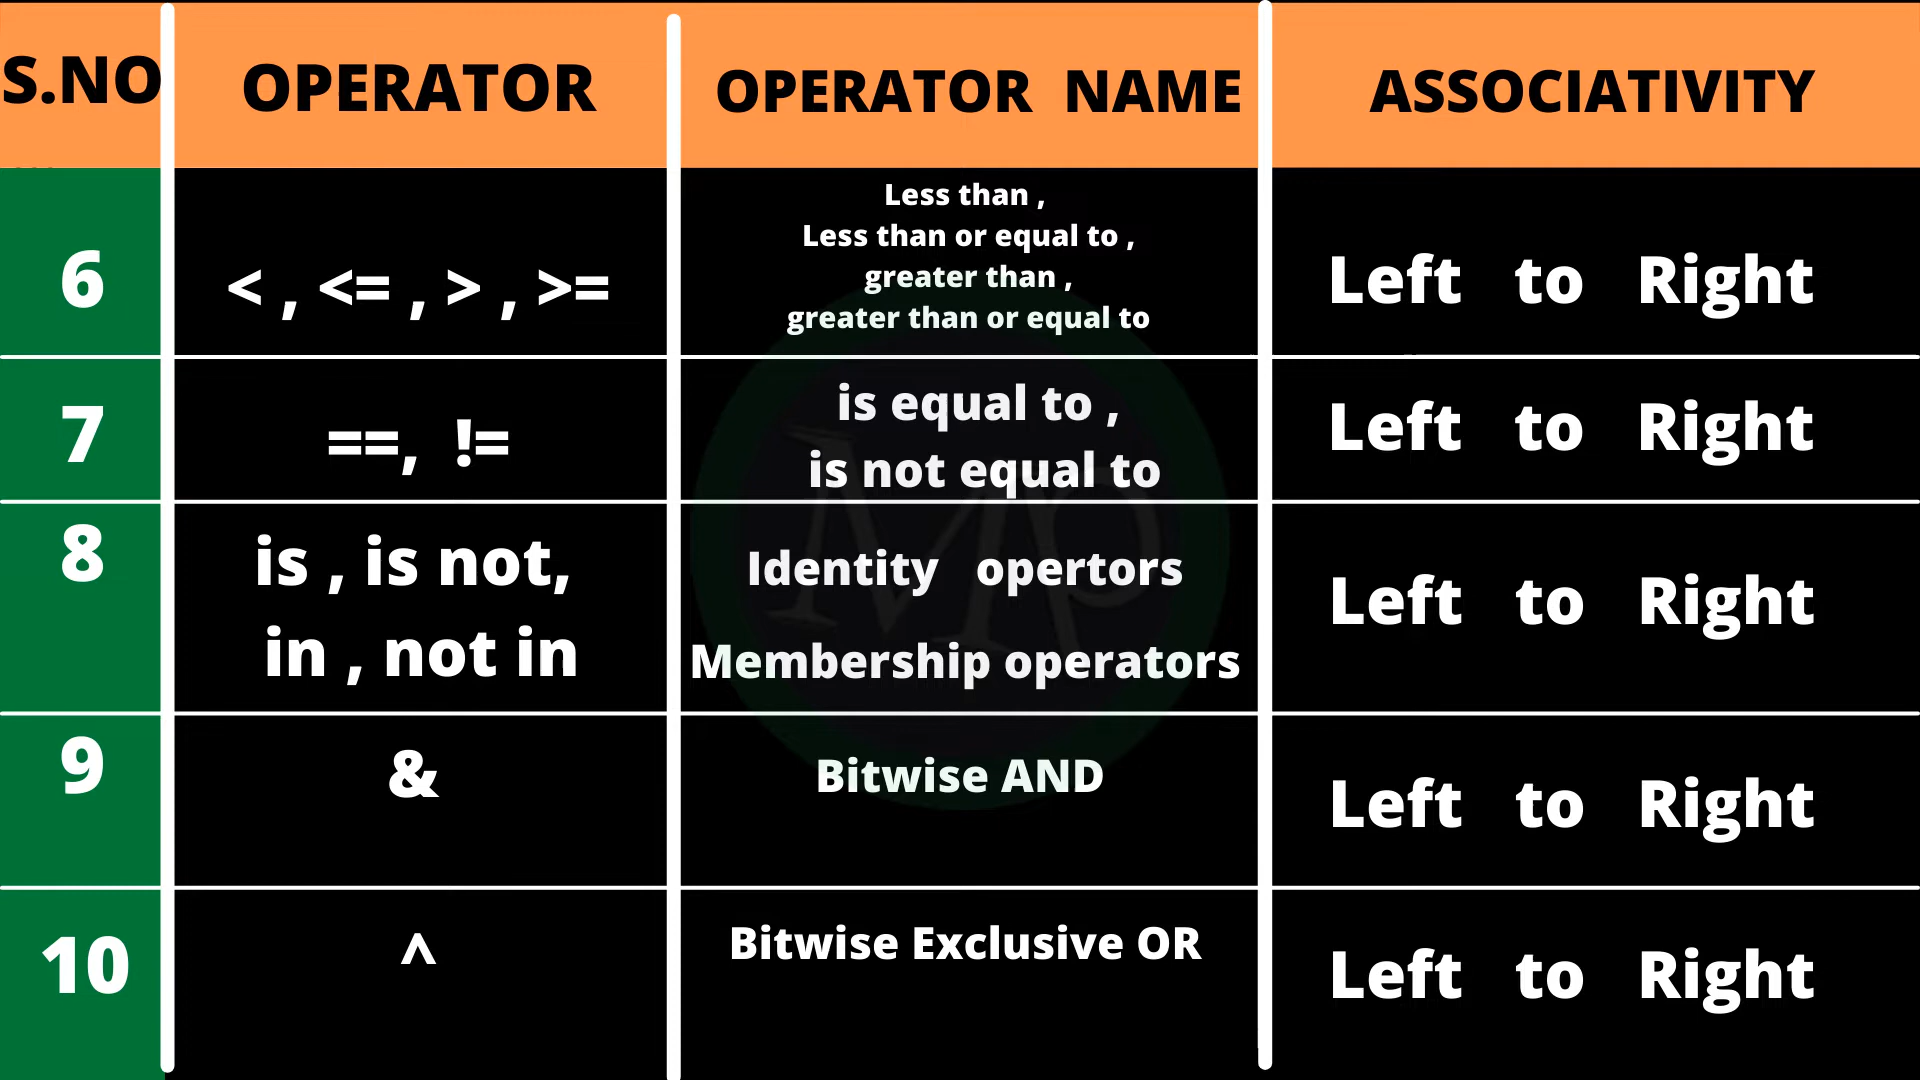 S.NO OPERATOR OPERATOR NAME ASSOCIATIVITY
6 < , <= , > , >= Less than ,
Less than or equal to ,
greater than ,
greater than or equal to Left to Right
7 ==, != is equal to ,
is not equal to Left to Right
8 is , is not,
in , not in Identity opertors
Membership operators Left to Right
9 & Bitwise AND Left to Right
10 ^ Bitwise Exclusive OR Left to Right
Mp